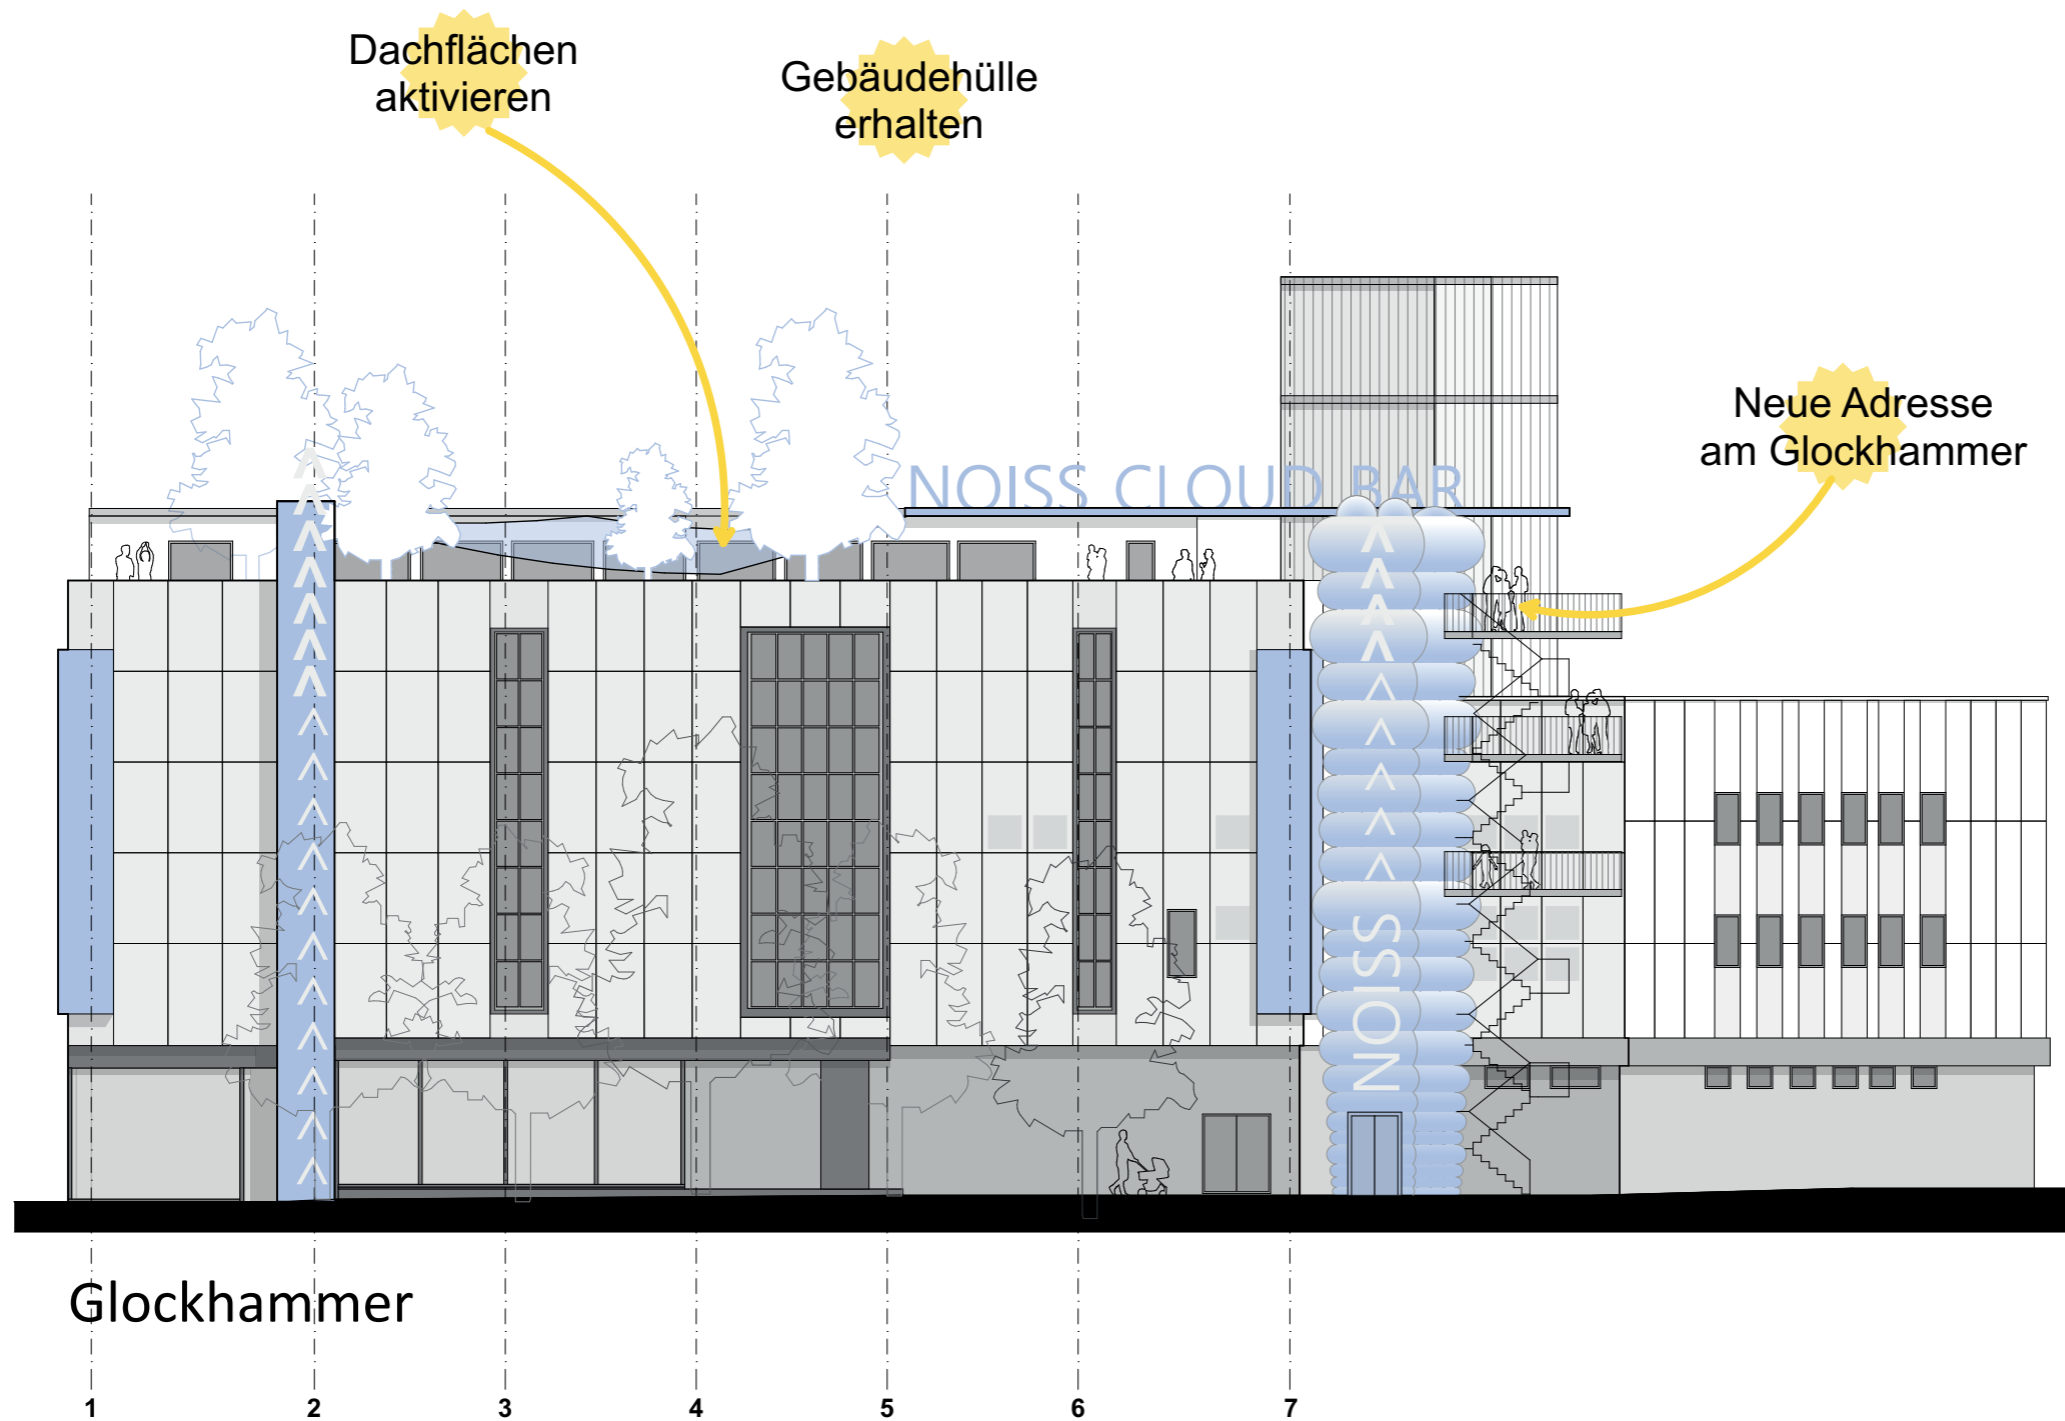 Dachflächen
aktivieren
Gebäudehülle
erhalten
Neue Adresse
am Glockhammer
NOISS CLOUD BAR
NOISS
Glockhammer
1 2 3 4 5 6 7